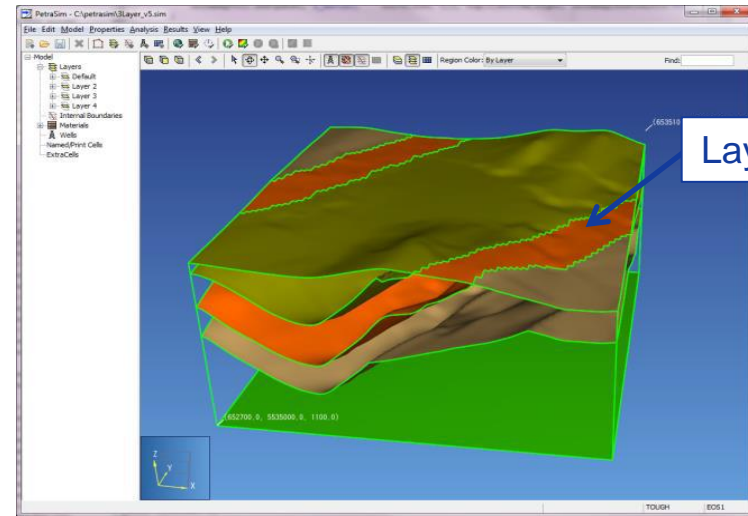 PetraSim - C:\petrasim\3Layer_v5.sim
File Edit Model Properties Analysis Results View Help
Region Color: By Layer
Find:
Model
Layers
Default
Layer 2
Layer 3
Layer 4
Internal Boundaries
Materials
Wells
Named/Print Cells
ExtraCells
(653510
Lay
(652700.0, 5535000.0, 1100.0)
Z
Y
X
TOUGH EOS1